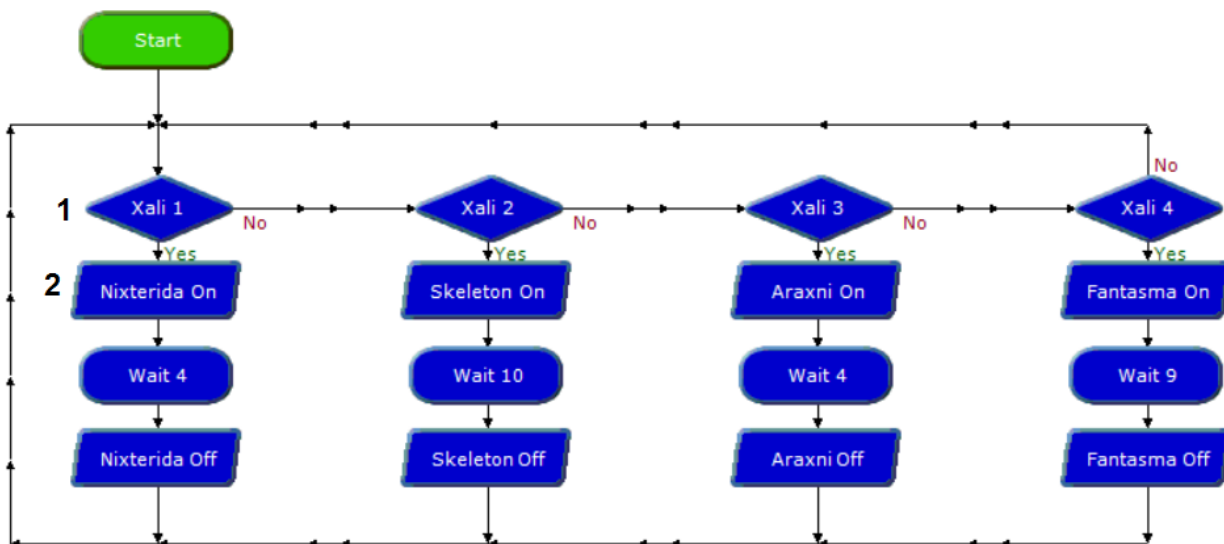 Start
1 Xali 1 No Xali 2 No Xali 3 No Xali 4 No
Yes Yes Yes Yes
2 Nixterida On Skeleton On Araxni On Fantasma On
Wait 4 Wait 10 Wait 4 Wait 9
Nixterida Off Skeleton Off Araxni Off Fantasma Off